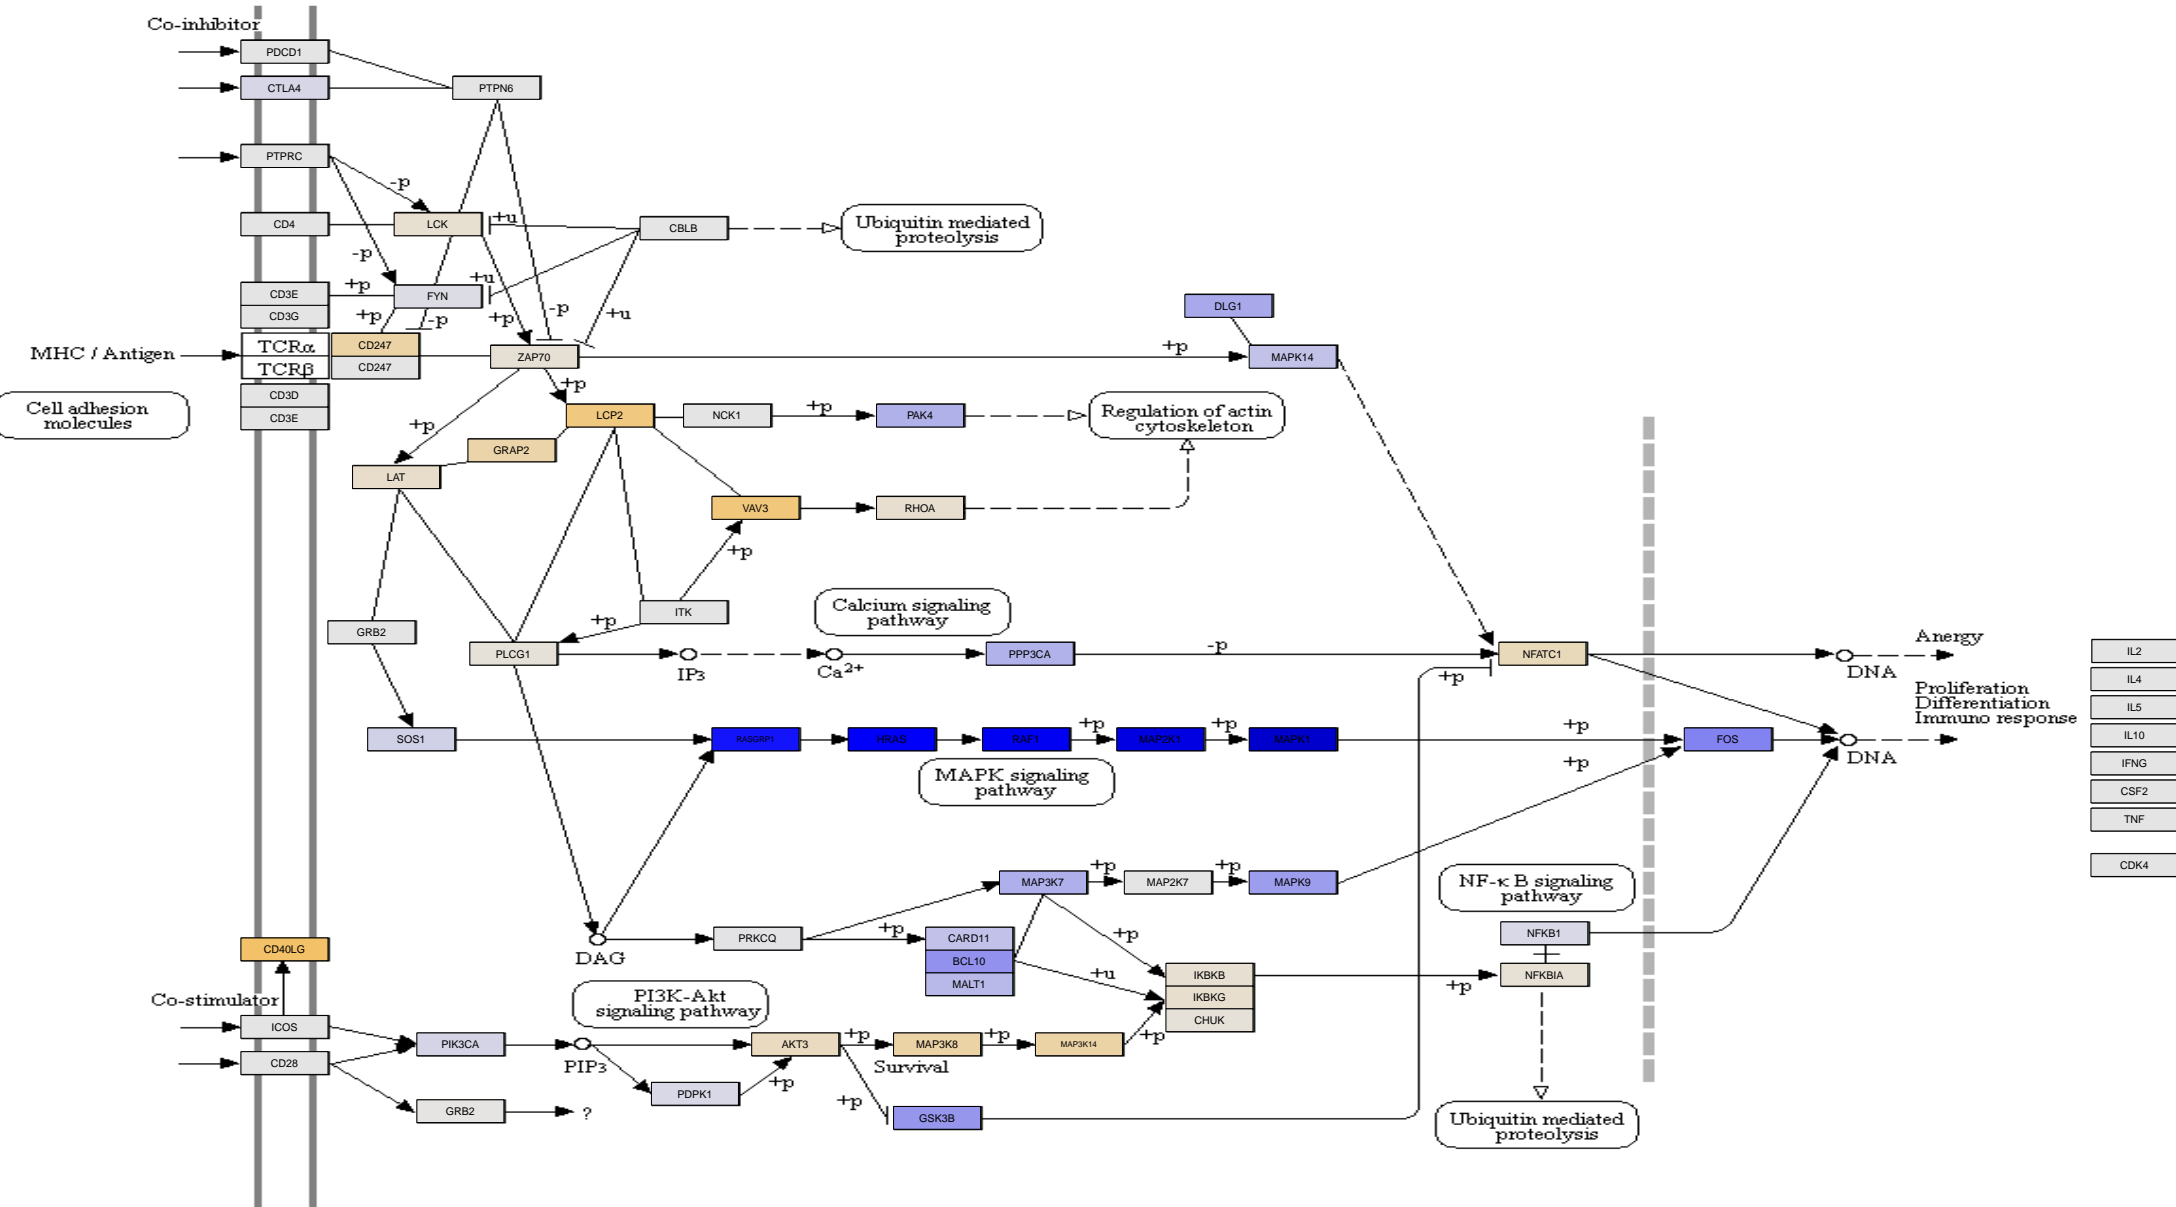 Co-inhibitor
PDCD1
CTLA4
PTPN6
PTPRC
-p
CD4
LCK
+u
CBLB
Ubiquitin mediated
proteolysis
-p
CD3E
+p
FYN
+u
CD3G
+p
-p
+p
-p
+u
DLG1
MHC / Antigen
TCRα
CD247
TCRβ
CD247
ZAP70
+p
MAPK14
CD3D
CD3E
+p
Cell adhesion
molecules
LCP2
NCK1
+p
PAK4
Regulation of actin
cytoskeleton
+p
GRAP2
LAT
VAV3
RHOA
+p
Calcium signaling
pathway
ITK
+p
GRB2
PLCG1
IP3
Ca2+
PPP3CA
-p
NFATC1
+p
DNA
Anergy
Proliferation
Differentiation
Immuno response
IL2
IL4
IL5
IL10
IFNG
CSF2
TNF
CDK4
SOS1
RASGRP1
HRAS
RAF1
+p
MAP2K1
+p
MAPK1
+p
FOS
DNA
+p
MAPK signaling
pathway
MAP3K7
+p
MAP2K7
+p
MAPK9
NF-κ B signaling
pathway
DAG
PRKCQ
+p
CARD11
BCL10
MALT1
+p
+u
IKBKB
IKBKG
CHUK
+p
NFKB1
NFKBIA
CD40LG
Co-stimulator
ICOS
CD28
PI3K-Akt
signaling pathway
PIK3CA
PIP3
AKT3
+p
MAP3K8
+p
MAP3K14
+p
Survival
PDPK1
+p
+p
GRB2
?
GSK3B
Ubiquitin mediated
proteolysis